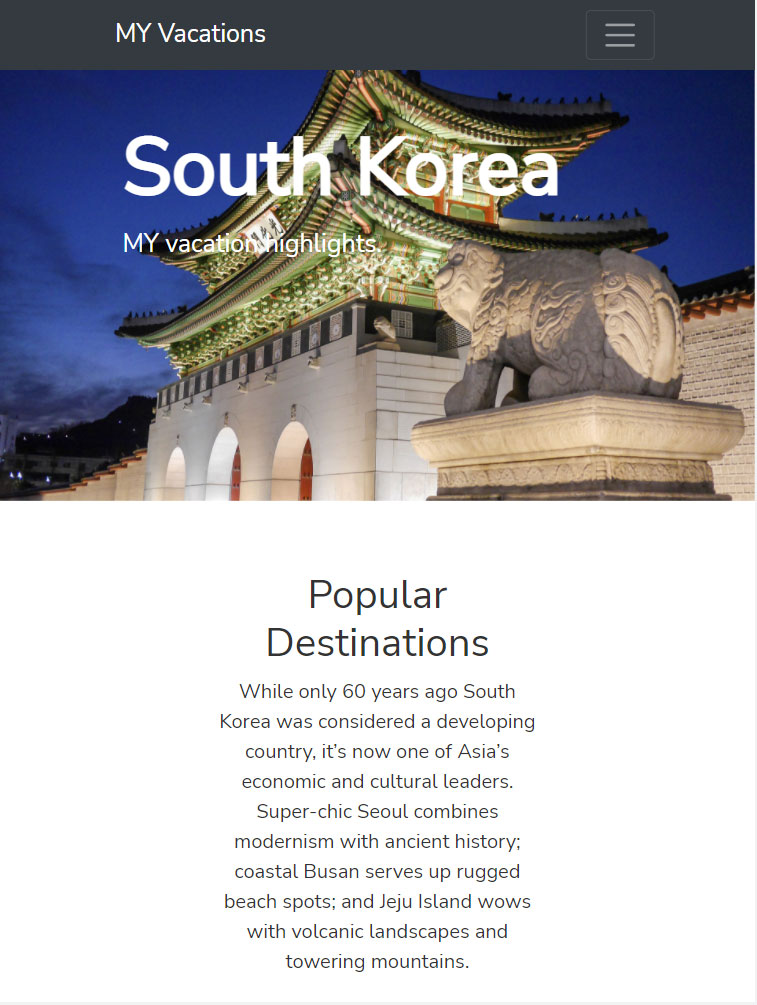 MY Vacations
South Korea
MY vacation highlights.
Popular
Destinations
While only 60 years ago South
Korea was considered a developing
country, it’s now one of Asia’s
economic and cultural leaders.
Super-chic Seoul combines
modernism with ancient history;
coastal Busan serves up rugged
beach spots; and Jeju Island wows
with volcanic landscapes and
towering mountains.